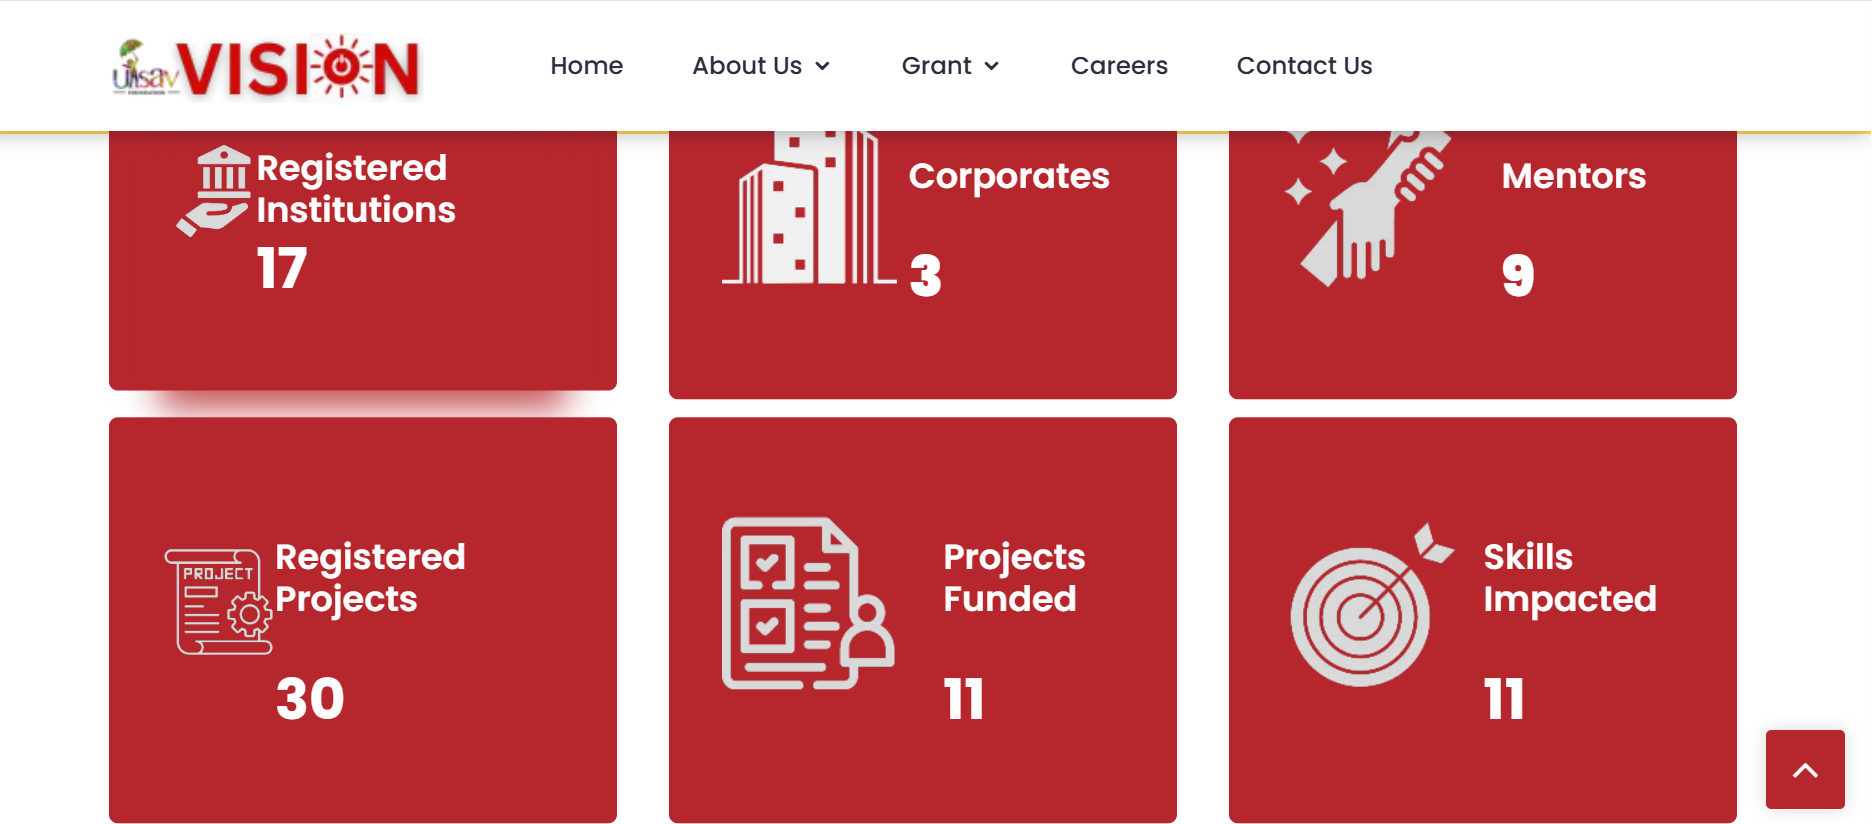 utsav VISION
FOUNDATION
Home
About Us
Grant
Careers
Contact Us
Registered
Institutions
17
Corporates
3
Mentors
9
PROJECT
Registered
Projects
30
Projects
Funded
11
Skills
Impacted
11